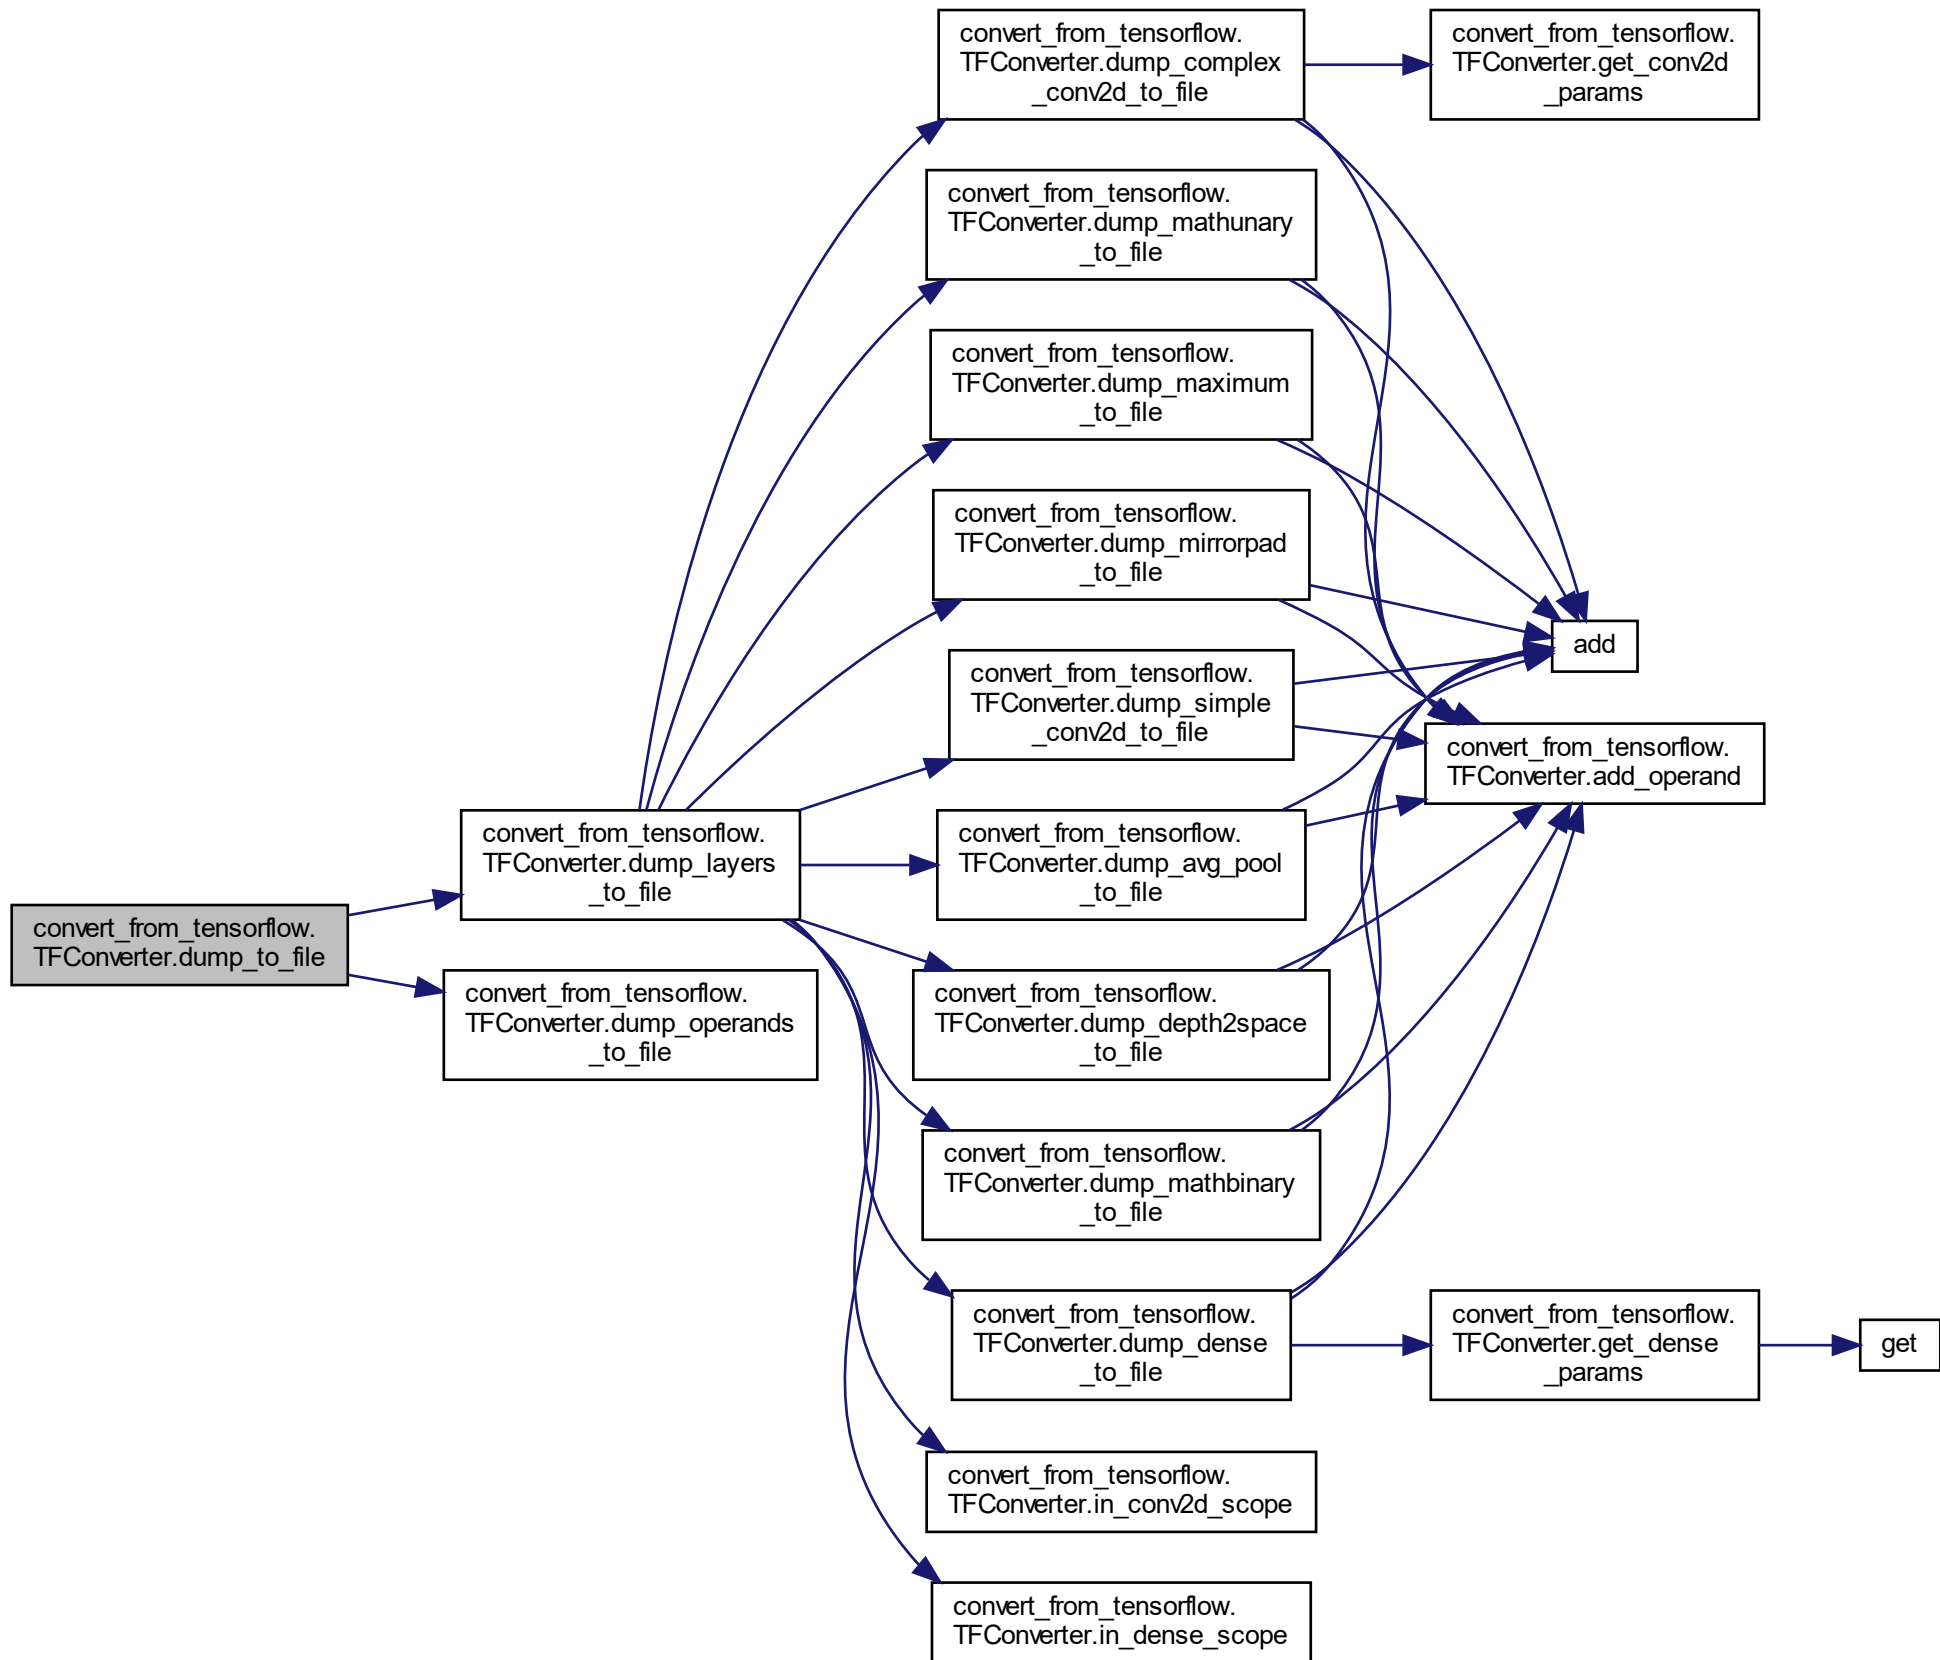 convert_from_tensorflow.
TFConverter.dump_to_file
convert_from_tensorflow.
TFConverter.dump_layers
_to_file
convert_from_tensorflow.
TFConverter.dump_operands
_to_file
convert_from_tensorflow.
TFConverter.dump_complex
_conv2d_to_file
convert_from_tensorflow.
TFConverter.dump_mathunary
_to_file
convert_from_tensorflow.
TFConverter.dump_maximum
_to_file
convert_from_tensorflow.
TFConverter.dump_mirrorpad
_to_file
convert_from_tensorflow.
TFConverter.dump_simple
_conv2d_to_file
convert_from_tensorflow.
TFConverter.dump_avg_pool
_to_file
convert_from_tensorflow.
TFConverter.dump_depth2space
_to_file
convert_from_tensorflow.
TFConverter.dump_mathbinary
_to_file
convert_from_tensorflow.
TFConverter.dump_dense
_to_file
convert_from_tensorflow.
TFConverter.in_conv2d_scope
convert_from_tensorflow.
TFConverter.in_dense_scope
convert_from_tensorflow.
TFConverter.get_conv2d
_params
add
convert_from_tensorflow.
TFConverter.add_operand
convert_from_tensorflow.
TFConverter.get_dense
_params
get